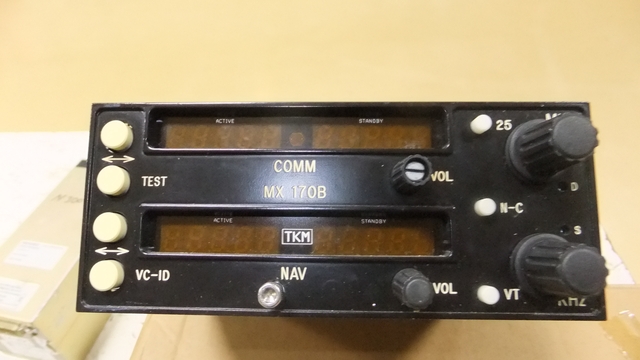 ACTIVE STANDBY
25
COMM
TEST
MX 170B
VOL
D
N-C
ACTIVE STANDBY
TKM
S
VC-ID
NAV
VOL
VT
KHZ